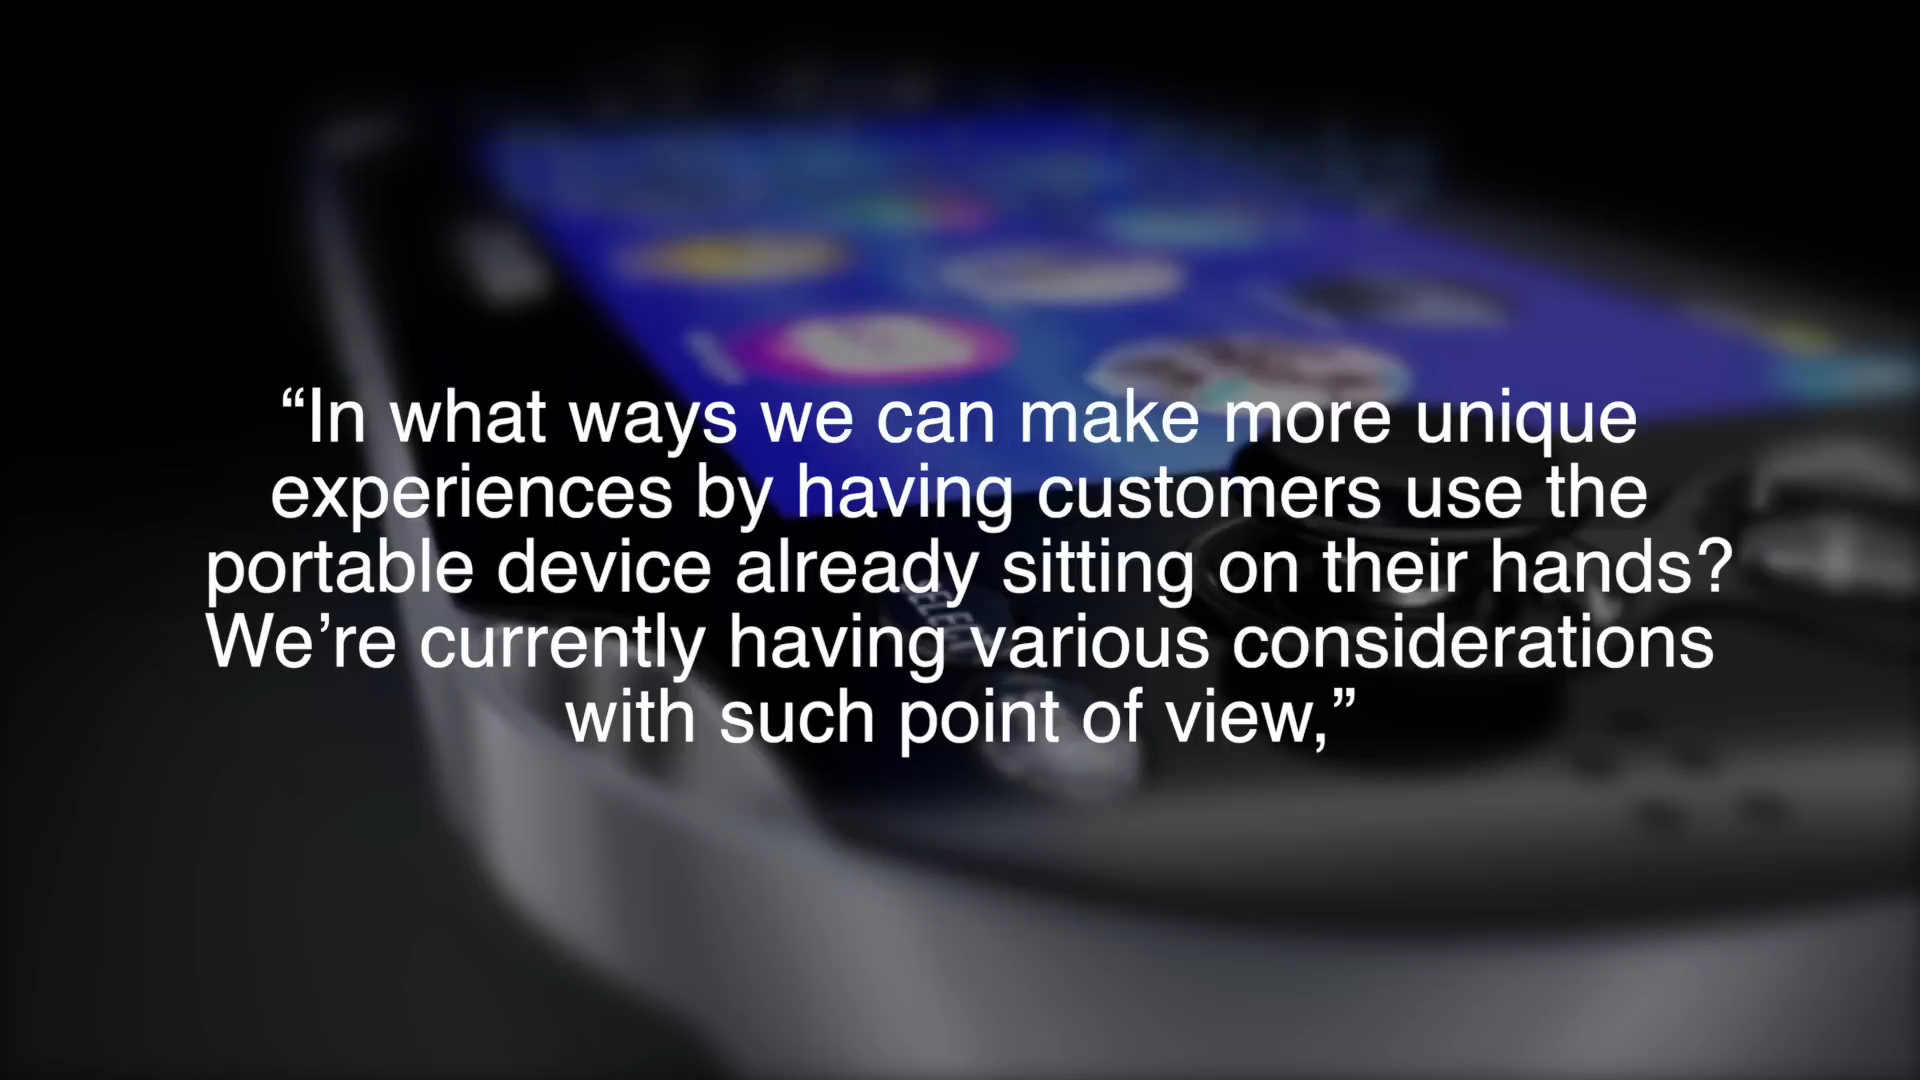 “In what ways we can make more unique
experiences by having customers use the
portable device already sitting on their hands?
We’re currently having various considerations
with such point of view,”
SELECT